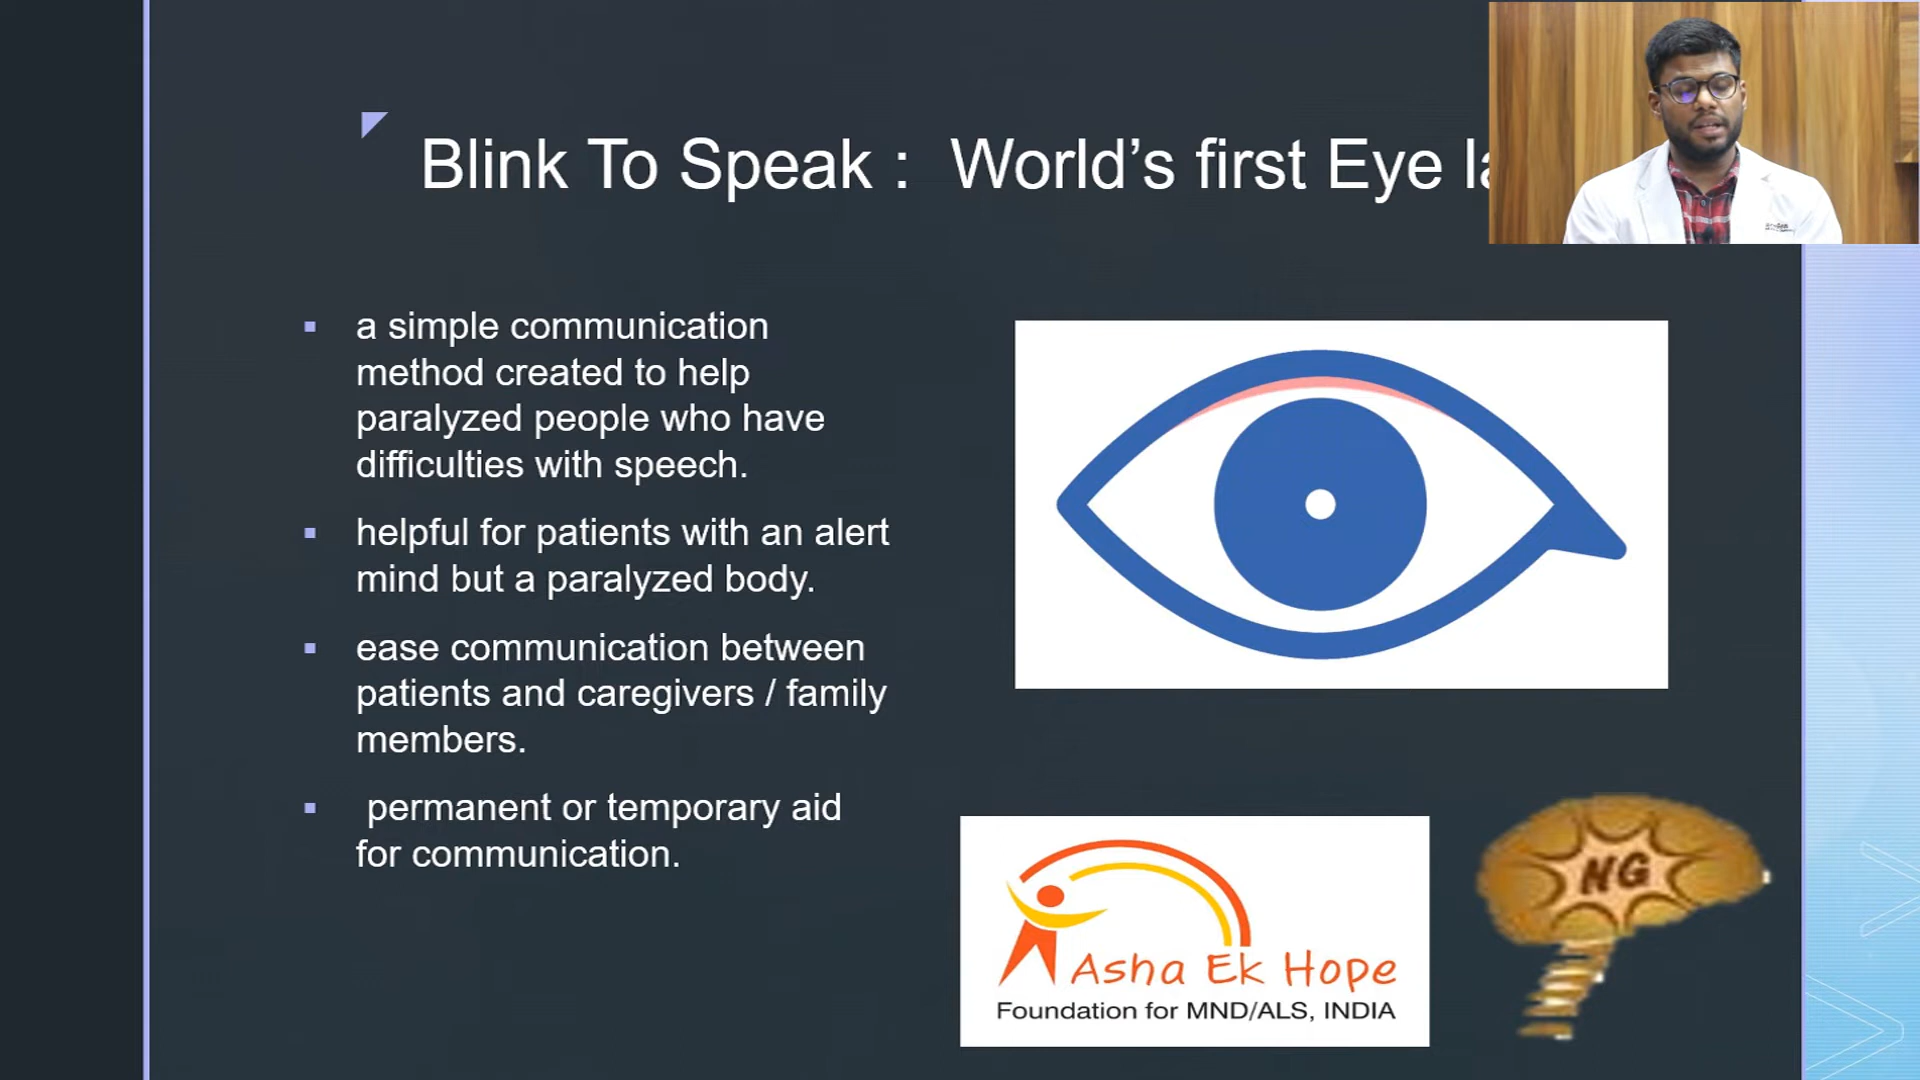 Blink To Speak : World’s first Eye
a simple communication
method created to help
paralyzed people who have
difficulties with speech.
helpful for patients with an alert
mind but a paralyzed body.
ease communication between
patients and caregivers / family
members.
permanent or temporary aid
for communication.
Asha Ek Hope
Foundation for MND/ALS, INDIA
NG